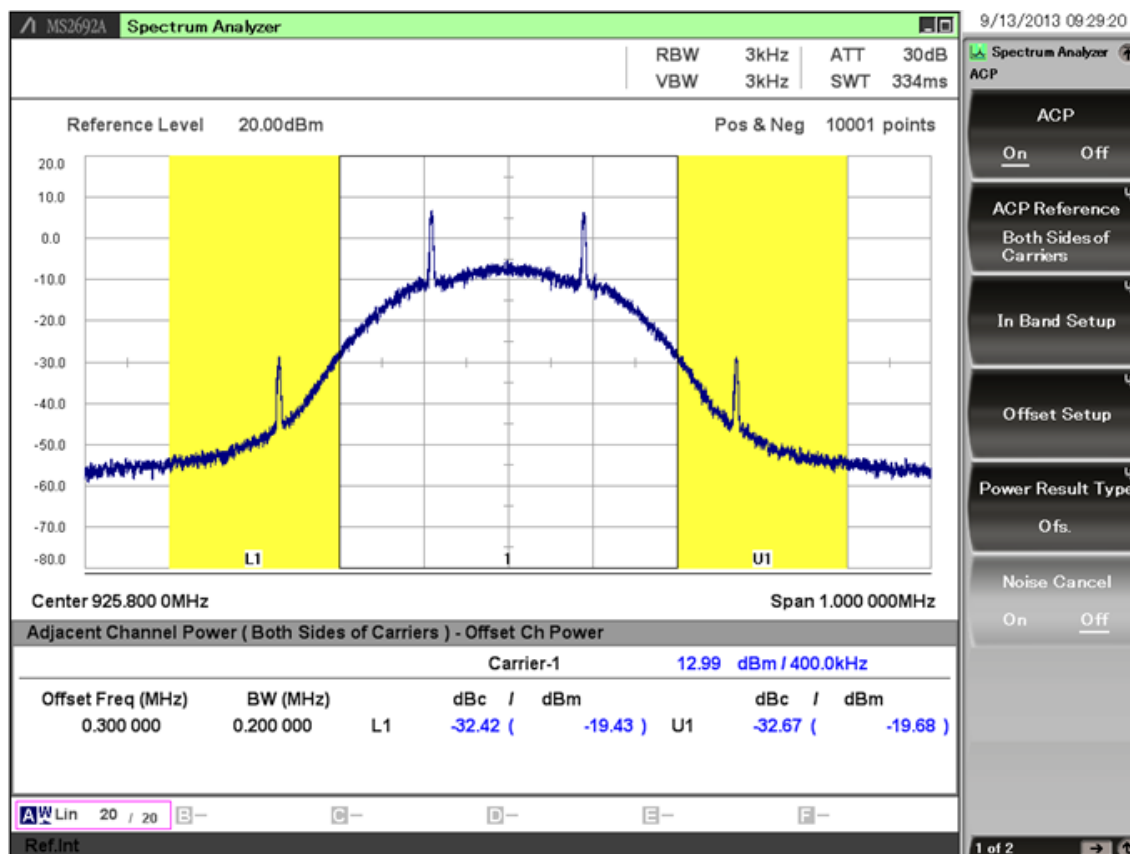 MS2692A Spectrum Analyzer
9/13/2013 09:29:20
RBW 3kHz ATT 30dB
VBW 3kHz SWT 334ms
Reference Level 20.00dBm Pos & Neg 10001 points
20.0
10.0
0.0
-10.0
-20.0
-30.0
-40.0
-50.0
-60.0
-70.0
-80.0
L1 1 U1
Center 925.800 0MHz Span 1.000 000MHz
Adjacent Channel Power ( Both Sides of Carriers ) - Offset Ch Power
Carrier-1 12.99 dBm / 400.0kHz
Offset Freq (MHz) BW (MHz) dBc / dBm dBc / dBm
0.300 000 0.200 000 L1 -32.42 ( -19.43 ) U1 -32.67 ( -19.68 )
A W Lin 20 / 20 B-- C-- D-- E-- F--
Ref.Int
Spectrum Analyzer
ACP
ACP
On Off
ACP Reference
Both Sides of
Carriers
In Band Setup
Offset Setup
Power Result Type
Ofs.
Noise Cancel
On Off
1 of 2